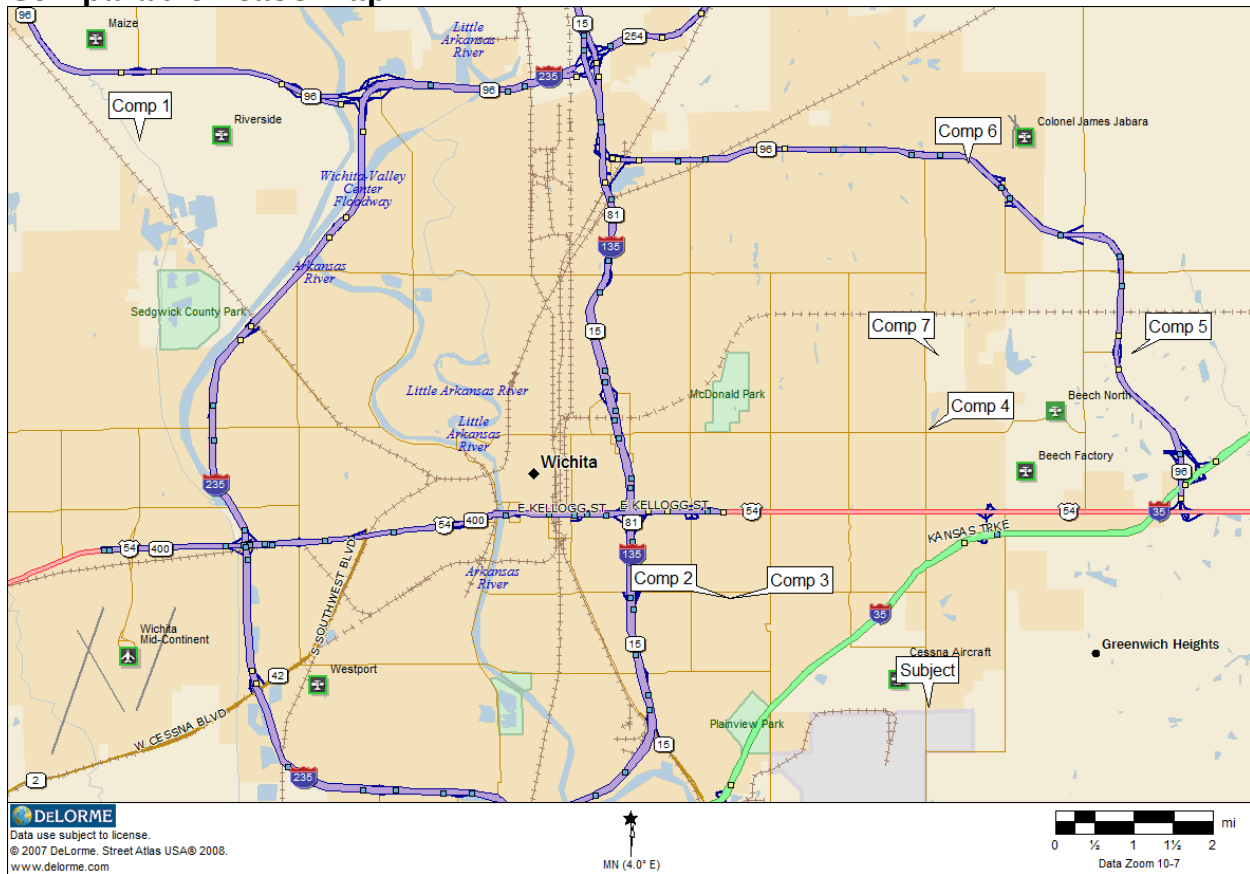 96
Maize
Little
Arkansas
River
15
254
235
96
96
Comp 1
Riverside
Comp 6
Colonel James Jabara
96
Wichita-Valley
Center
Floodway
81
135
Arkansas
River
Sedgwick County Park
15
Comp 7
Comp 5
Little Arkansas River
McDonald Park
Beech North
Comp 4
Little
Arkansas
River
Wichita
Beech Factory
235
96
E KELLOGG ST
E KELLOGG ST
54
400
81
54
54
35
54
400
KANSAS TPKE
135
Arkansas
River
Comp 2
Comp 3
S SOUTHWEST BLVD
35
Wichita
Mid-Continent
15
Greenwich Heights
Cessna Aircraft
Westport
42
Subject
W CESSNA BLVD
Plainview Park
15
2
235
DELORME
Data use subject to license.
© 2007 DeLorme. Street Atlas USA® 2008.
www.delorme.com
MN (4.0° E)
mi
0 ½ 1 1½ 2
Data Zoom 10-7